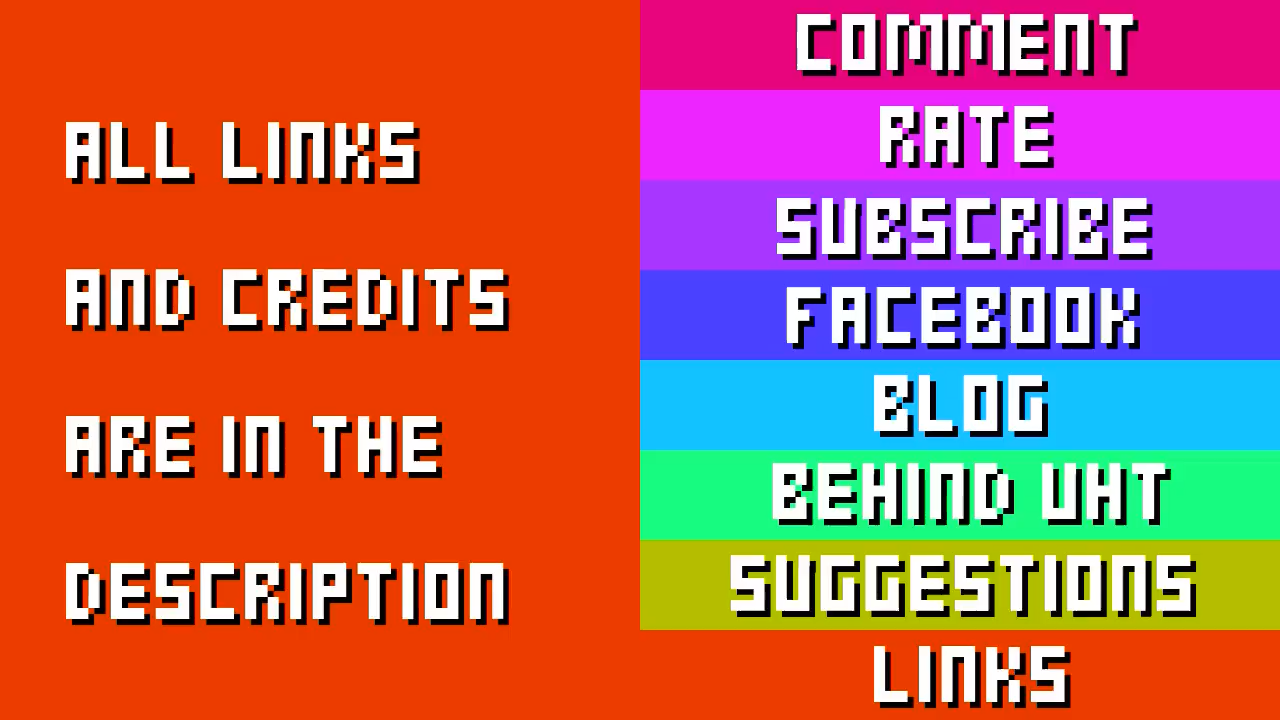 ALL LINKS
AND CREDITS
ARE IN THE
DESCRIPTION
COMMENT
RATE
SUBSCRIBE
FACEBOOK
BLOG
BEHIND UHT
SUGGESTIONS
LINKS